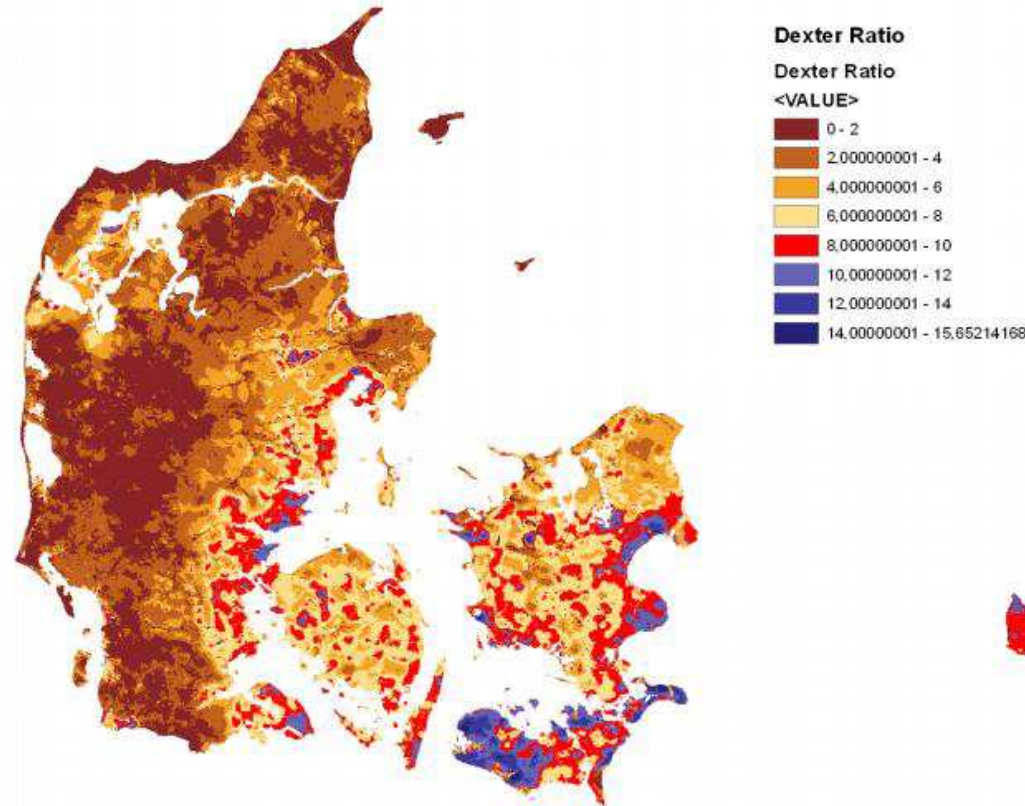 Dexter Ratio
Dexter Ratio
<VALUE>
0 - 2
2,000000001 - 4
4,000000001 - 6
6,000000001 - 8
8,000000001 - 10
10,00000001 - 12
12,00000001 - 14
14,00000001 - 15,65214168